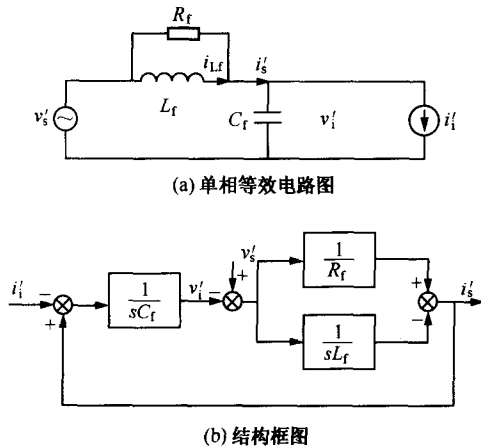 R_f
i_Lf i'_s
L_f
v'_s
C_f v'_i i'_i
(a) 单相等效电路图
v'_s
+
1/R_f
i'_i − 1/(sC_f) v'_i − + i'_s
+ −
1/(sL_f)
(b) 结构框图